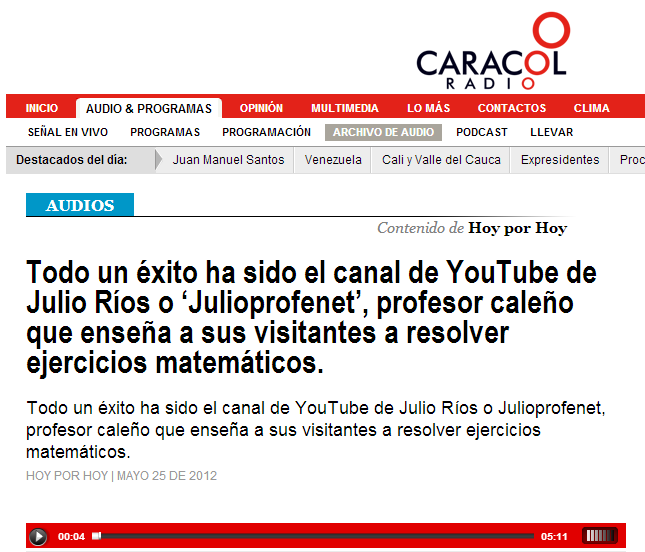 CARACOL
RADIO
INICIO AUDIO & PROGRAMAS OPINIÓN MULTIMEDIA LO MÁS CONTACTOS CLIMA
SEÑAL EN VIVO PROGRAMAS PROGRAMACIÓN ARCHIVO DE AUDIO PODCAST LLEVAR
Destacados del día: Juan Manuel Santos Venezuela Cali y Valle del Cauca Expresidentes Proc
AUDIOS
Contenido de Hoy por Hoy
Todo un éxito ha sido el canal de YouTube de
Julio Ríos o ‘Julioprofenet’, profesor caleño
que enseña a sus visitantes a resolver
ejercicios matemáticos.
Todo un éxito ha sido el canal de YouTube de Julio Ríos o Julioprofenet,
profesor caleño que enseña a sus visitantes a resolver ejercicios
matemáticos.
HOY POR HOY | MAYO 25 DE 2012
00:04 05:11